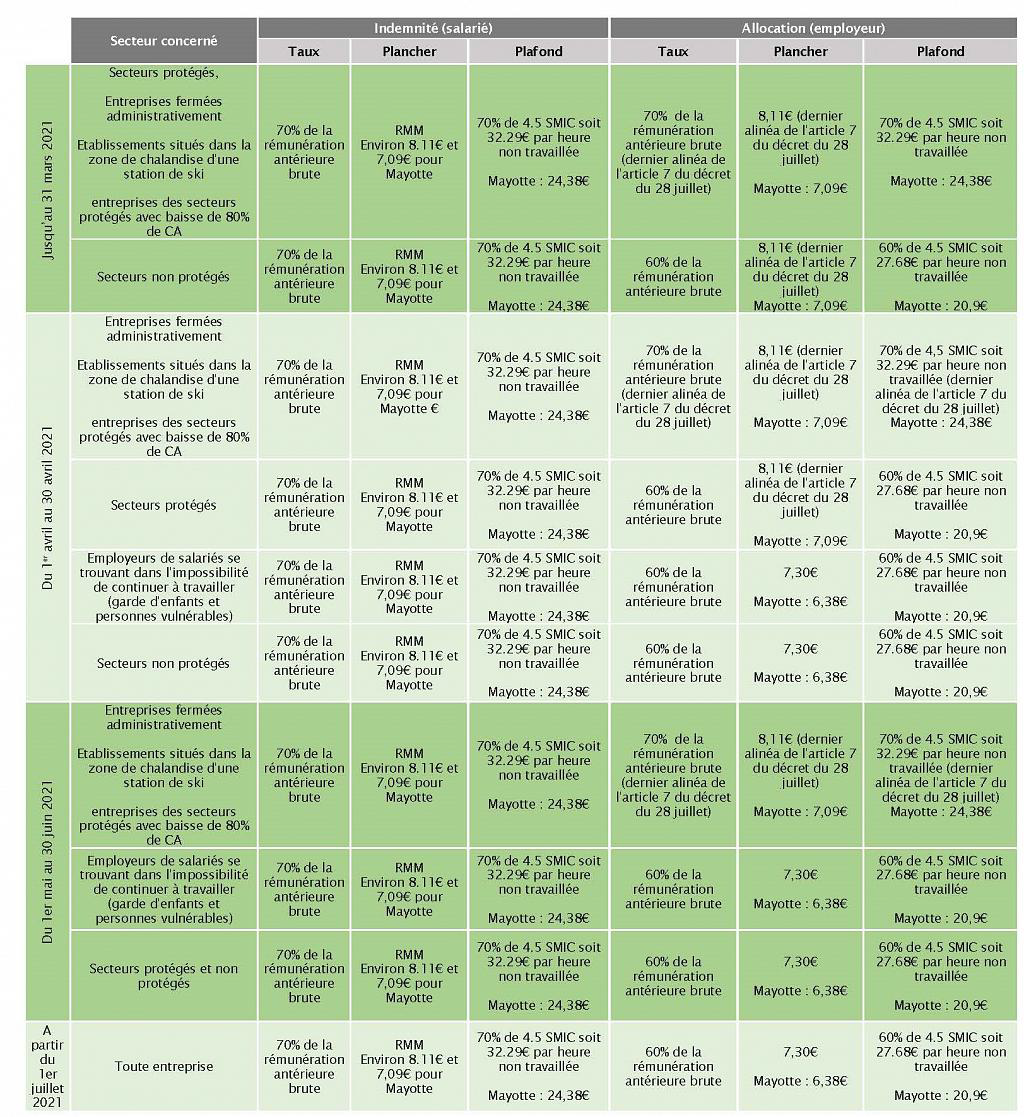 Secteur concerné
Indemnité (salarié)
Allocation (employeur)
Taux
Plancher
Plafond
Taux
Plancher
Plafond
Jusqu'au 31 mars 2021
Secteurs protégés,
Entreprises fermées
administrativement
Etablissements situés dans la
zone de chalandise d'une
station de ski
entreprises des secteurs
protégés avec baisse de 80%
de CA
70% de la
rémunération
antérieure
brute
RMM
Environ 8.11€ et
7,09€ pour
Mayotte
70% de 4.5 SMIC soit
32.29€ par heure
non travaillée
Mayotte : 24,38€
70% de la
rémunération
antérieure brute
(dernier alinéa de
l'article 7 du décret
du 28 juillet)
8,11€ (dernier
alinéa de l'article 7
du décret du 28
juillet)
Mayotte : 7,09€
70% de 4.5 SMIC soit
32.29€ par heure non
travaillée
Mayotte : 24,38€
Secteurs non protégés
70% de la
rémunération
antérieure
brute
RMM
Environ 8.11€ et
7,09€ pour
Mayotte
70% de 4.5 SMIC soit
32.29€ par heure
non travaillée
Mayotte : 24,38€
60% de la
rémunération
antérieure brute
8,11€ (dernier
alinéa de l'article 7
du décret du 28
juillet)
Mayotte : 7,09€
60% de 4.5 SMIC soit
27.68€ par heure non
travaillée
Mayotte : 20,9€
Du 1er avril au 30 avril 2021
Entreprises fermées
administrativement
Etablissements situés dans la
zone de chalandise d'une
station de ski
entreprises des secteurs
protégés avec baisse de 80%
de CA
70% de la
rémunération
antérieure
brute
RMM
Environ 8.11€ et
7,09€ pour
Mayotte €
70% de 4.5 SMIC soit
32.29€ par heure
non travaillée
Mayotte : 24,38€
70% de la
rémunération
antérieure brute
(dernier alinéa de
l'article 7 du décret
du 28 juillet)
8,11€ (dernier
alinéa de l'article 7
du décret du 28
juillet)
Mayotte : 7,09€
70% de 4,5 SMIC soit
32.29€ par heure non
travaillée (dernier
alinéa de l'article 7 du
décret du 28 juillet)
Mayotte : 24,38€
Secteurs protégés
70% de la
rémunération
antérieure
brute
RMM
Environ 8.11€ et
7,09€ pour
Mayotte
70% de 4.5 SMIC soit
32.29€ par heure
non travaillée
Mayotte : 24,38€
60% de la
rémunération
antérieure brute
8,11€ (dernier
alinéa de l'article 7
du décret du 28
juillet)
Mayotte : 7,09€
60% de 4.5 SMIC soit
27.68€ par heure non
travaillée
Mayotte : 20,9€
Employeurs de salariés se
trouvant dans l'impossibilité
de continuer à travailler
(garde d'enfants et
personnes vulnérables)
70% de la
rémunération
antérieure
brute
RMM
Environ 8.11€ et
7,09€ pour
Mayotte
70% de 4.5 SMIC soit
32.29€ par heure
non travaillée
Mayotte : 24,38€
60% de la
rémunération
antérieure brute
7,30€
Mayotte : 6,38€
60% de 4.5 SMIC soit
27.68€ par heure non
travaillée
Mayotte : 20,9€
Secteurs non protégés
70% de la
rémunération
antérieure
brute
RMM
Environ 8.11€ et
7,09€ pour
Mayotte
70% de 4.5 SMIC soit
32.29€ par heure
non travaillée
Mayotte : 24,38€
60% de la
rémunération
antérieure brute
7,30€
Mayotte : 6,38€
60% de 4.5 SMIC soit
27.68€ par heure non
travaillée
Mayotte : 20,9€
Du 1er mai au 30 juin 2021
Entreprises fermées
administrativement
Etablissements situés dans la
zone de chalandise d'une
station de ski
entreprises des secteurs
protégés avec baisse de 80%
de CA
70% de la
rémunération
antérieure
brute
RMM
Environ 8.11€ et
7,09€ pour
Mayotte
70% de 4.5 SMIC soit
32.29€ par heure
non travaillée
Mayotte : 24,38€
70% de la
rémunération
antérieure brute
(dernier alinéa de
l'article 7 du décret
du 28 juillet)
8,11€ (dernier
alinéa de l'article 7
du décret du 28
juillet)
Mayotte : 7,09€
70% de 4.5 SMIC soit
32.29€ par heure non
travaillée (dernier
alinéa de l'article 7 du
décret du 28 juillet)
Mayotte : 24,38€
Employeurs de salariés se
trouvant dans l'impossibilité
de continuer à travailler
(garde d'enfants et
personnes vulnérables)
70% de la
rémunération
antérieure
brute
RMM
Environ 8.11€ et
7,09€ pour
Mayotte
70% de 4.5 SMIC soit
32.29€ par heure
non travaillée
Mayotte : 24,38€
60% de la
rémunération
antérieure brute
7,30€
Mayotte : 6,38€
60% de 4.5 SMIC soit
27.68€ par heure non
travaillée
Mayotte : 20,9€
Secteurs protégés et non
protégés
70% de la
rémunération
antérieure
brute
RMM
Environ 8.11€ et
7,09€ pour
Mayotte
70% de 4.5 SMIC soit
32.29€ par heure
non travaillée
Mayotte : 24,38€
60% de la
rémunération
antérieure brute
7,30€
Mayotte : 6,38€
60% de 4.5 SMIC soit
27.68€ par heure non
travaillée
Mayotte : 20,9€
A
partir
du
1er
juillet
2021
Toute entreprise
70% de la
rémunération
antérieure
brute
RMM
Environ 8.11€ et
7,09€ pour
Mayotte
70% de 4.5 SMIC soit
32.29€ par heure
non travaillée
Mayotte : 24,38€
60% de la
rémunération
antérieure brute
7,30€
Mayotte : 6,38€
60% de 4.5 SMIC soit
27.68€ par heure non
travaillée
Mayotte : 20,9€